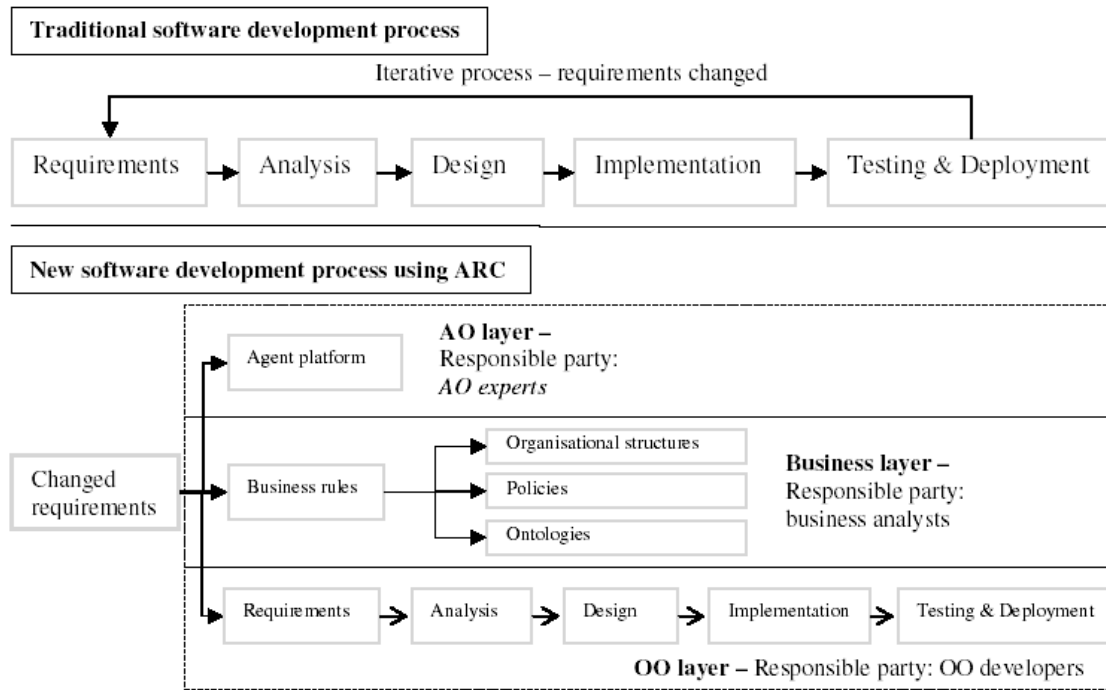 Traditional software development process
Iterative process – requirements changed
Requirements
Analysis
Design
Implementation
Testing & Deployment
New software development process using ARC
AO layer –
Responsible party:
AO experts
Agent platform
Changed
requirements
Business rules
Organisational structures
Policies
Ontologies
Business layer –
Responsible party:
business analysts
Requirements
Analysis
Design
Implementation
Testing & Deployment
OO layer – Responsible party: OO developers